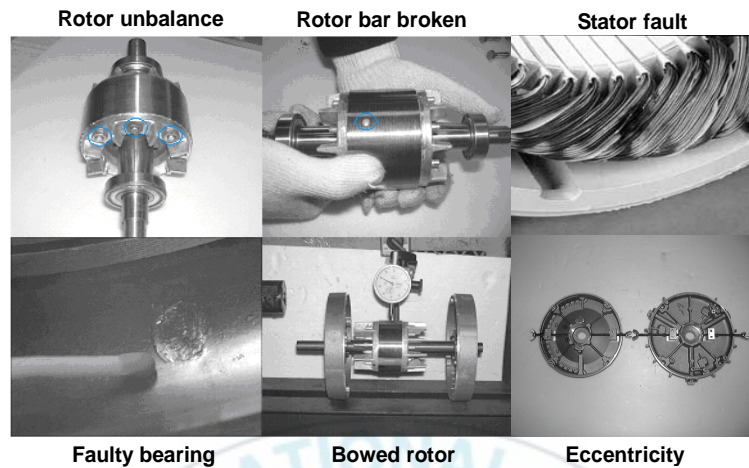 Rotor unbalance
Rotor bar broken
Stator fault
Faulty bearing
Bowed rotor
Eccentricity